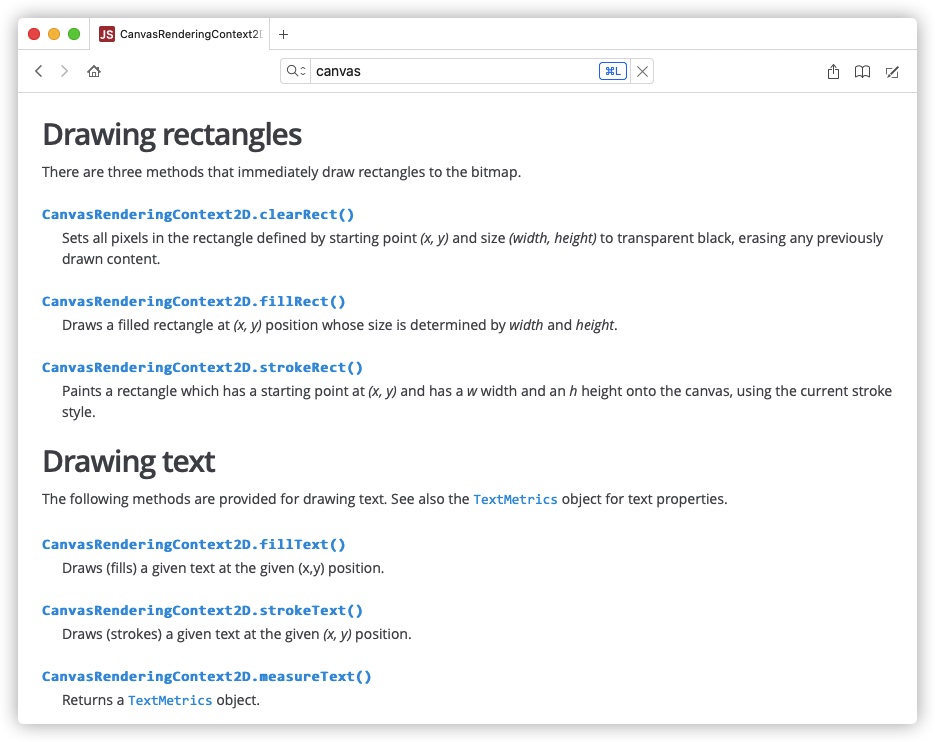 JS CanvasRenderingContext2D
canvas ⌘L
Drawing rectangles
There are three methods that immediately draw rectangles to the bitmap.
CanvasRenderingContext2D.clearRect()
Sets all pixels in the rectangle defined by starting point (x, y) and size (width, height) to transparent black, erasing any previously
drawn content.
CanvasRenderingContext2D.fillRect()
Draws a filled rectangle at (x, y) position whose size is determined by width and height.
CanvasRenderingContext2D.strokeRect()
Paints a rectangle which has a starting point at (x, y) and has a w width and an h height onto the canvas, using the current stroke
style.
Drawing text
The following methods are provided for drawing text. See also the TextMetrics object for text properties.
CanvasRenderingContext2D.fillText()
Draws (fills) a given text at the given (x,y) position.
CanvasRenderingContext2D.strokeText()
Draws (strokes) a given text at the given (x, y) position.
CanvasRenderingContext2D.measureText()
Returns a TextMetrics object.